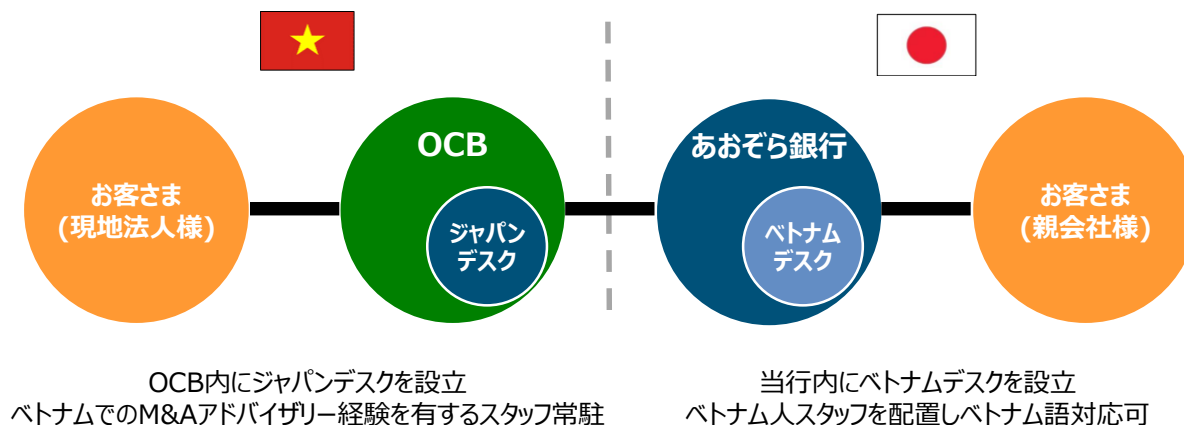 OCB
あおぞら銀行
お客さま
(現地法人様)
ジャパン
デスク
ベトナム
デスク
お客さま
(親会社様)
OCB内にジャパンデスクを設立
ベトナムでのM&Aアドバイザリー経験を有するスタッフ常駐
当行内にベトナムデスクを設立
ベトナム人スタッフを配置しベトナム語対応可